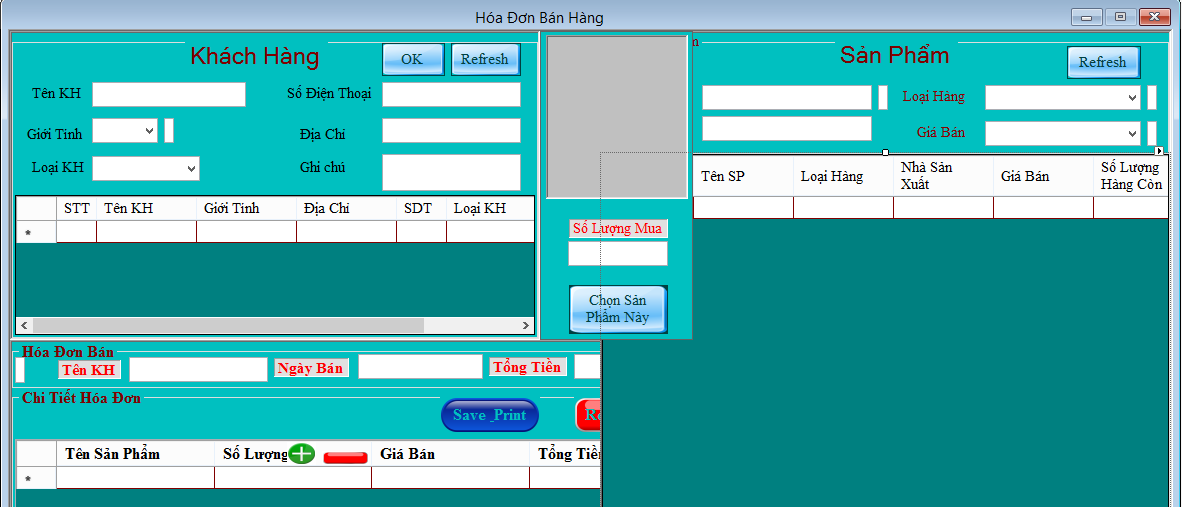 Hóa Đơn Bán Hàng
Khách Hàng
OK
Refresh
Tên KH
Số Điện Thoại
Giới Tinh
Địa Chỉ
Loại KH
Ghi chú
STT Tên KH Giới Tinh Địa Chỉ SDT Loại KH
*
Số Lượng Mua
Chọn Sản
Phẩm Này
Sản Phẩm
Refresh
Loại Hàng
Giá Bán
Tên SP Loại Hàng Nhà Sản Xuất Giá Bán Số Lượng Hàng Còn
Hóa Đơn Bán
Tên KH
Ngày Bán
Tổng Tiền
Chi Tiết Hóa Đơn
Save_Print
Tên Sản Phẩm Số Lượng Giá Bán Tổng Tiề
*